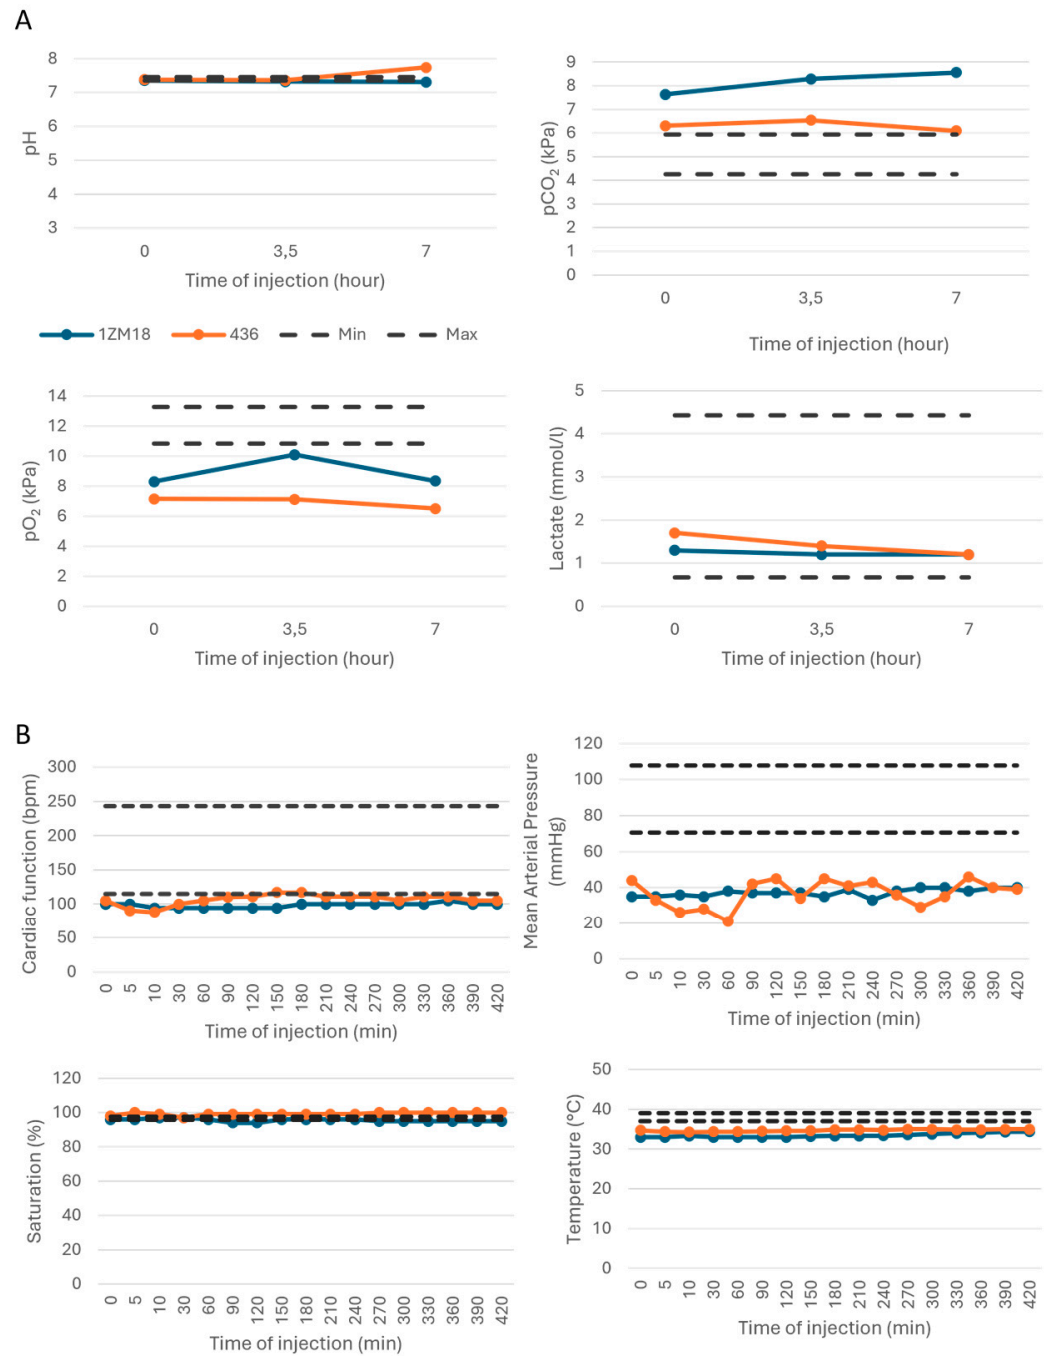 A
8
7
6
5
4
3
pH
0 3,5 7
Time of injection (hour)
9
8
7
6
5
4
3
2
1
0
pCO₂ (kPa)
0 3,5 7
Time of injection (hour)
1ZM18 436 Min Max
14
12
10
8
6
4
2
0
pO₂ (kPa)
0 3,5 7
Time of injection (hour)
5
4
3
2
1
0
Lactate (mmol/l)
0 3,5 7
Time of injection (hour)
B
300
250
200
150
100
50
0
Cardiac function (bpm)
0 5 10 30 60 90 120 150 180 210 240 270 300 330 360 390 420
Time of injection (min)
120
100
80
60
40
20
0
Mean Arterial Pressure
(mmHg)
0 5 10 30 60 90 120 150 180 210 240 270 300 330 360 390 420
Time of injection (min)
120
100
80
60
40
20
0
Saturation (%)
0 5 10 30 60 90 120 150 180 210 240 270 300 330 360 390 420
Time of injection (min)
50
40
30
20
10
0
Temperature (°C)
0 5 10 30 60 90 120 150 180 210 240 270 300 330 360 390 420
Time of injection (min)